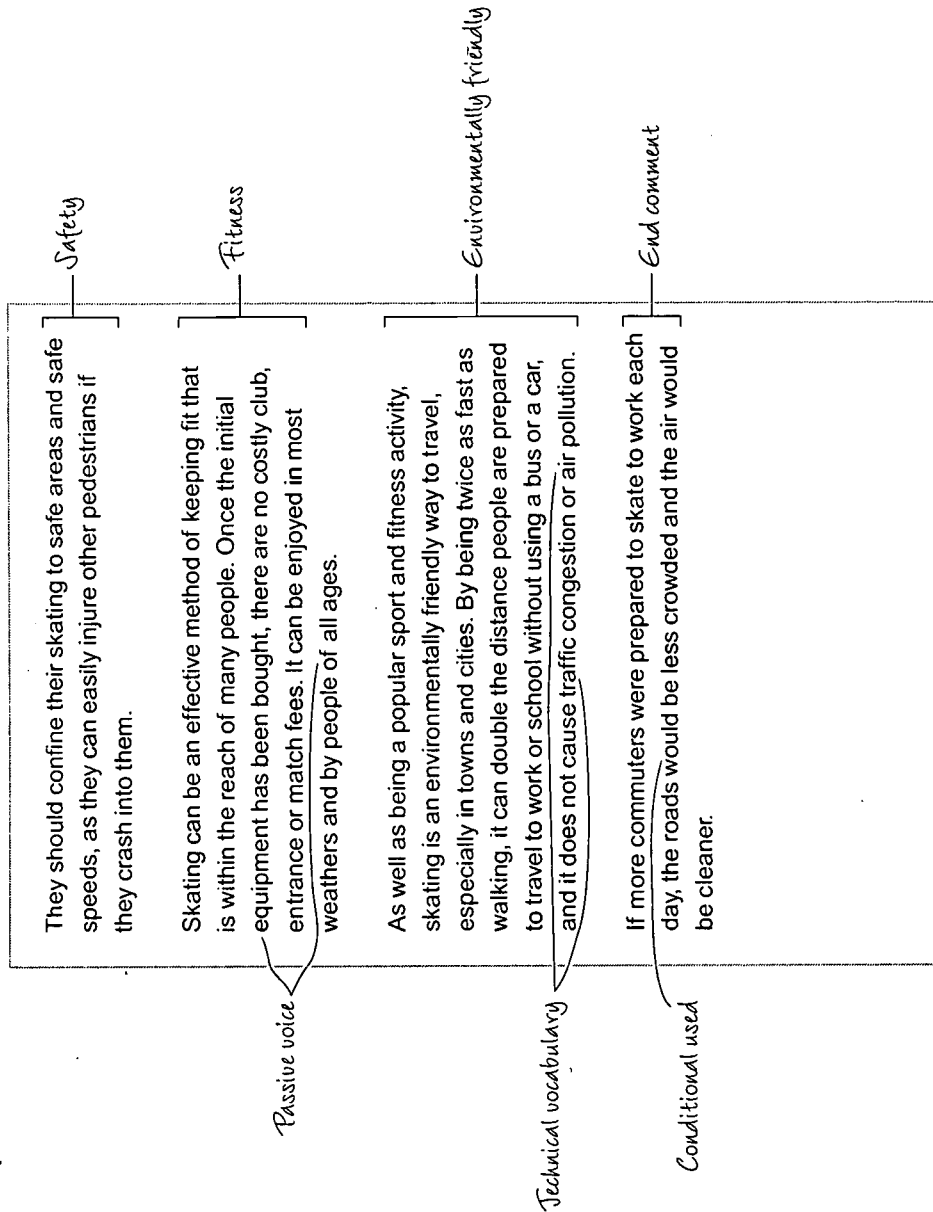 They should confine their skating to safe areas and safe
speeds, as they can easily injure other pedestrians if
they crash into them.
Safety
Skating can be an effective method of keeping fit that
is within the reach of many people. Once the initial
equipment has been bought, there are no costly club,
entrance or match fees. It can be enjoyed in most
weathers and by people of all ages.
Fitness
Passive voice
As well as being a popular sport and fitness activity,
skating is an environmentally friendly way to travel,
especially in towns and cities. By being twice as fast as
walking, it can double the distance people are prepared
to travel to work or school without using a bus or a car,
and it does not cause traffic congestion or air pollution.
Environmentally friendly
Technical vocabulary
If more commuters were prepared to skate to work each
day, the roads would be less crowded and the air would
be cleaner.
End comment
Conditional used